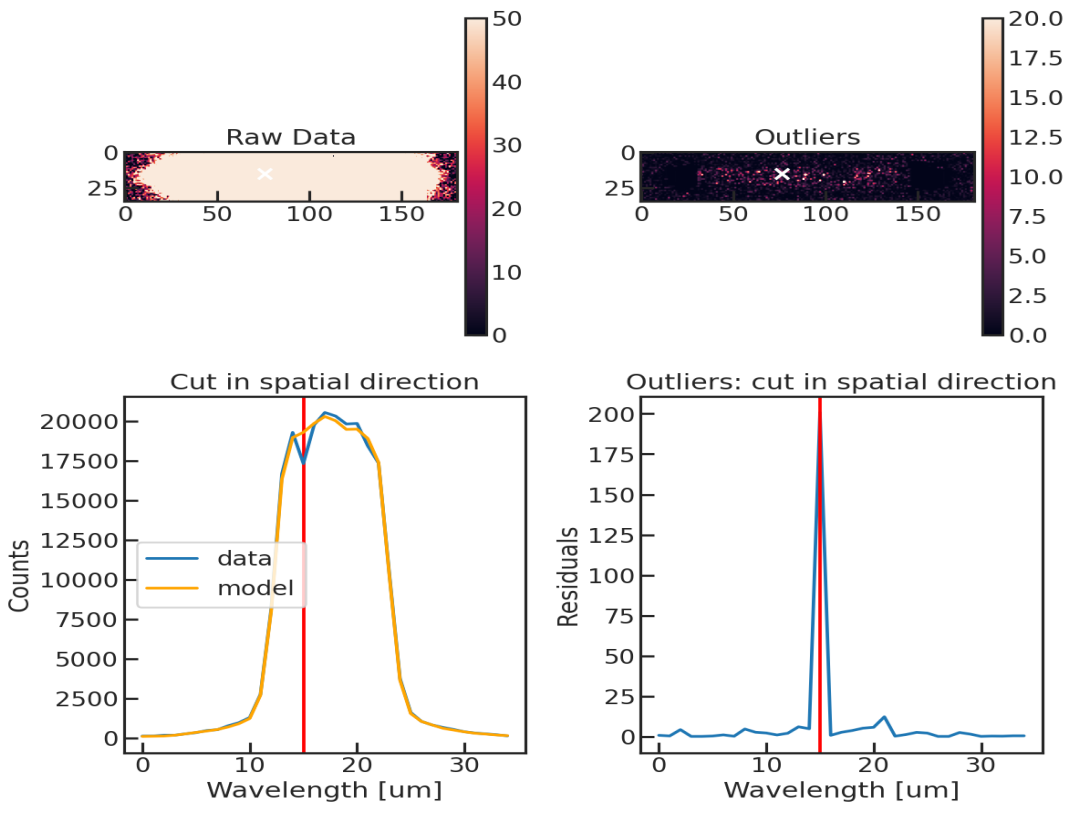 Raw Data
0
25
0 50 100 150
50
40
30
20
10
0
Outliers
0
25
0 50 100 150
20.0
17.5
15.0
12.5
10.0
7.5
5.0
2.5
0.0
Cut in spatial direction
Counts
20000
17500
15000
12500
10000
7500
5000
2500
0
data
model
0 10 20 30
Wavelength [um]
Outliers: cut in spatial direction
Residuals
200
175
150
125
100
75
50
25
0
0 10 20 30
Wavelength [um]